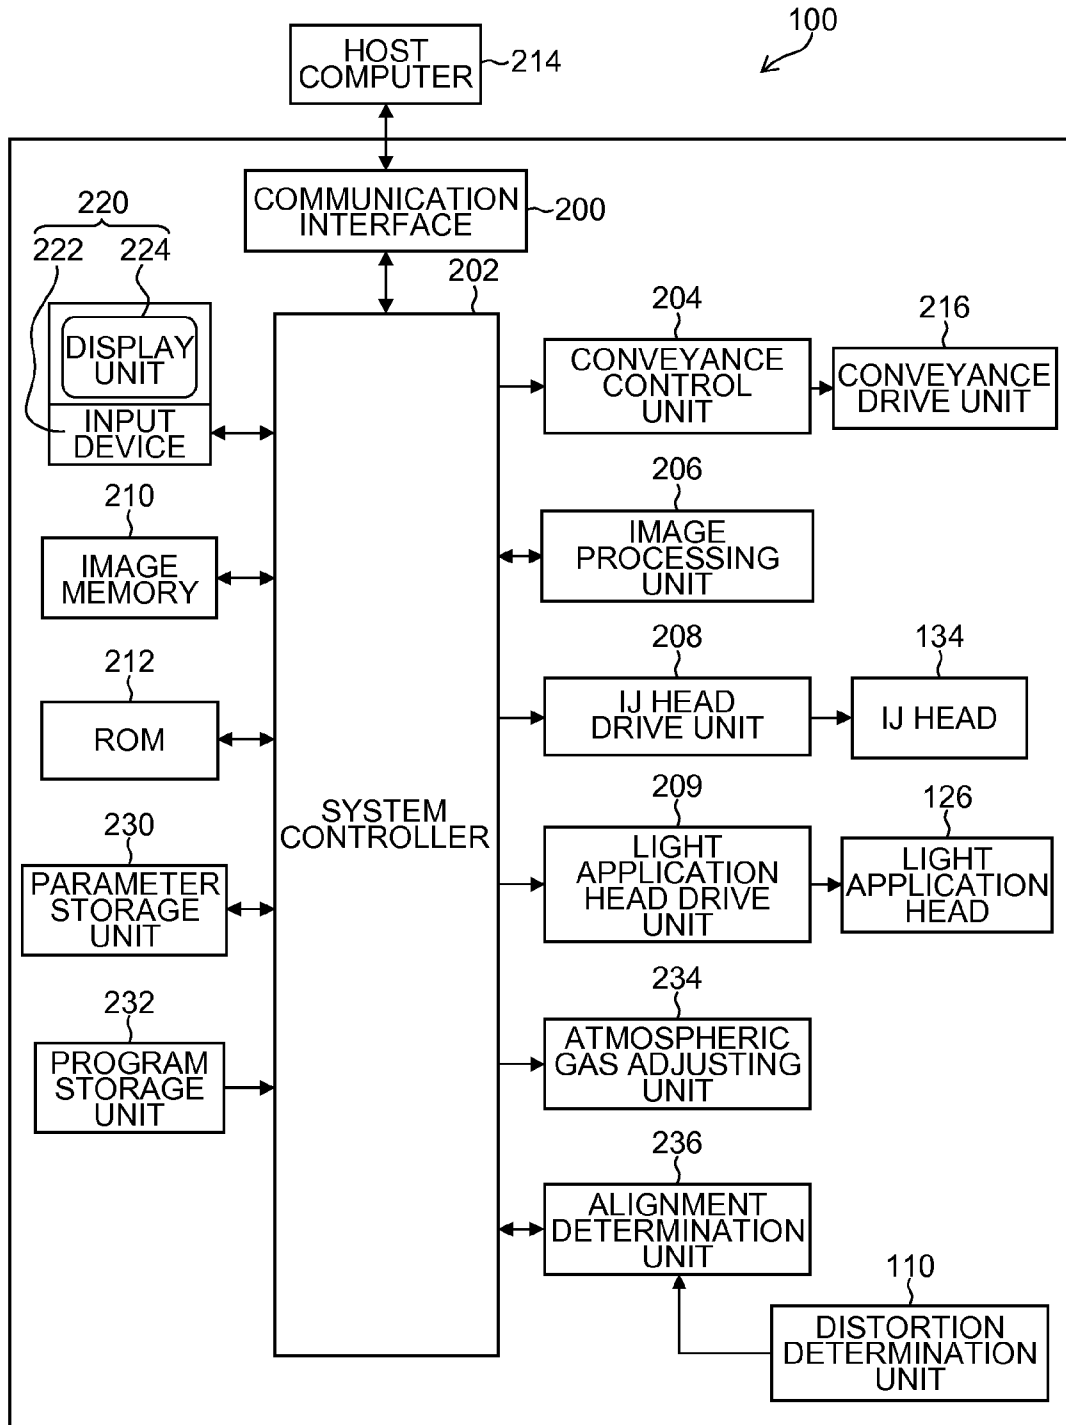 100
HOST
COMPUTER
214
COMMUNICATION
INTERFACE
200
220
222
224
202
DISPLAY
UNIT
INPUT
DEVICE
204
CONVEYANCE
CONTROL
UNIT
216
CONVEYANCE
DRIVE UNIT
210
IMAGE
MEMORY
206
IMAGE
PROCESSING
UNIT
212
ROM
208
IJ HEAD
DRIVE UNIT
134
IJ HEAD
SYSTEM
CONTROLLER
230
PARAMETER
STORAGE
UNIT
209
LIGHT
APPLICATION
HEAD DRIVE
UNIT
126
LIGHT
APPLICATION
HEAD
232
PROGRAM
STORAGE
UNIT
234
ATMOSPHERIC
GAS ADJUSTING
UNIT
236
ALIGNMENT
DETERMINATION
UNIT
110
DISTORTION
DETERMINATION
UNIT